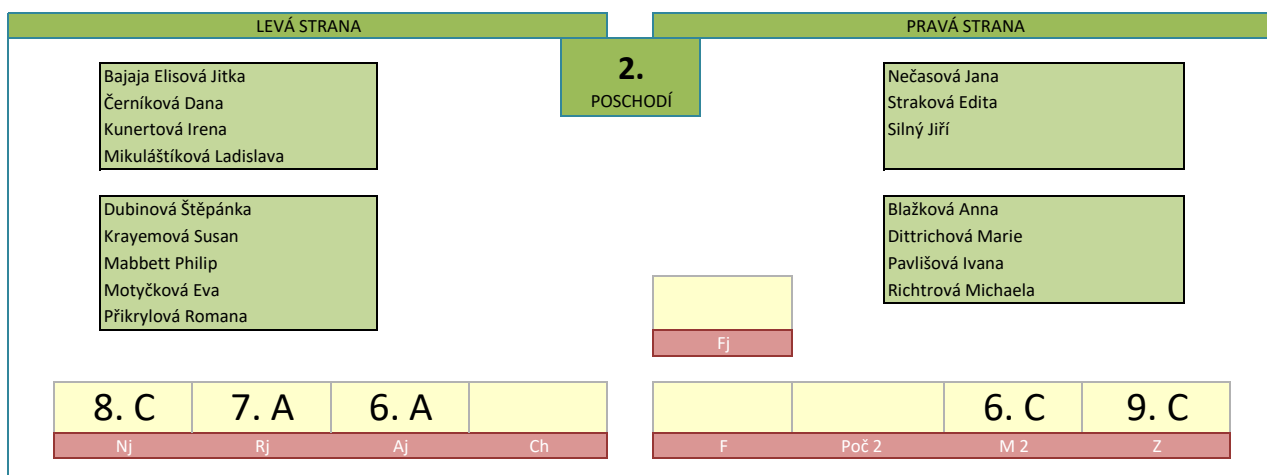 LEVÁ STRANA
PRAVÁ STRANA
2.
POSCHODÍ
Bajaja Elisová Jitka
Černíková Dana
Kunertová Irena
Mikuláštíková Ladislava
Nečasová Jana
Straková Edita
Silný Jiří
Dubinová Štěpánka
Krayemová Susan
Mabbett Philip
Motyčková Eva
Přikrylová Romana
Blažková Anna
Dittrichová Marie
Pavlišová Ivana
Richtrová Michaela
Fj
8. C 7. A 6. A
Nj Rj Aj Ch
6. C 9. C
F Poč 2 M 2 Z